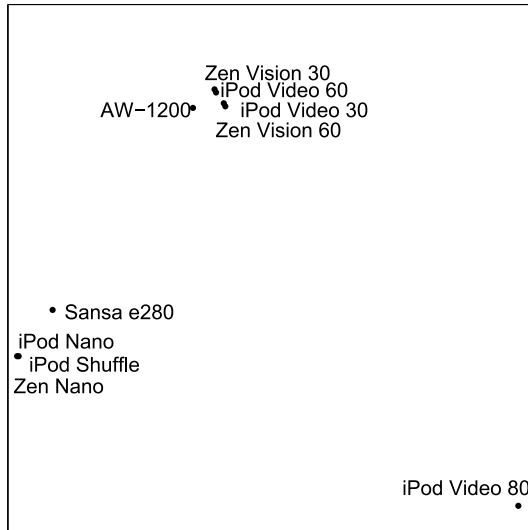 Zen Vision 30
iPod Video 60
AW−1200
iPod Video 30
Zen Vision 60
Sansa e280
iPod Nano
iPod Shuffle
Zen Nano
iPod Video 80